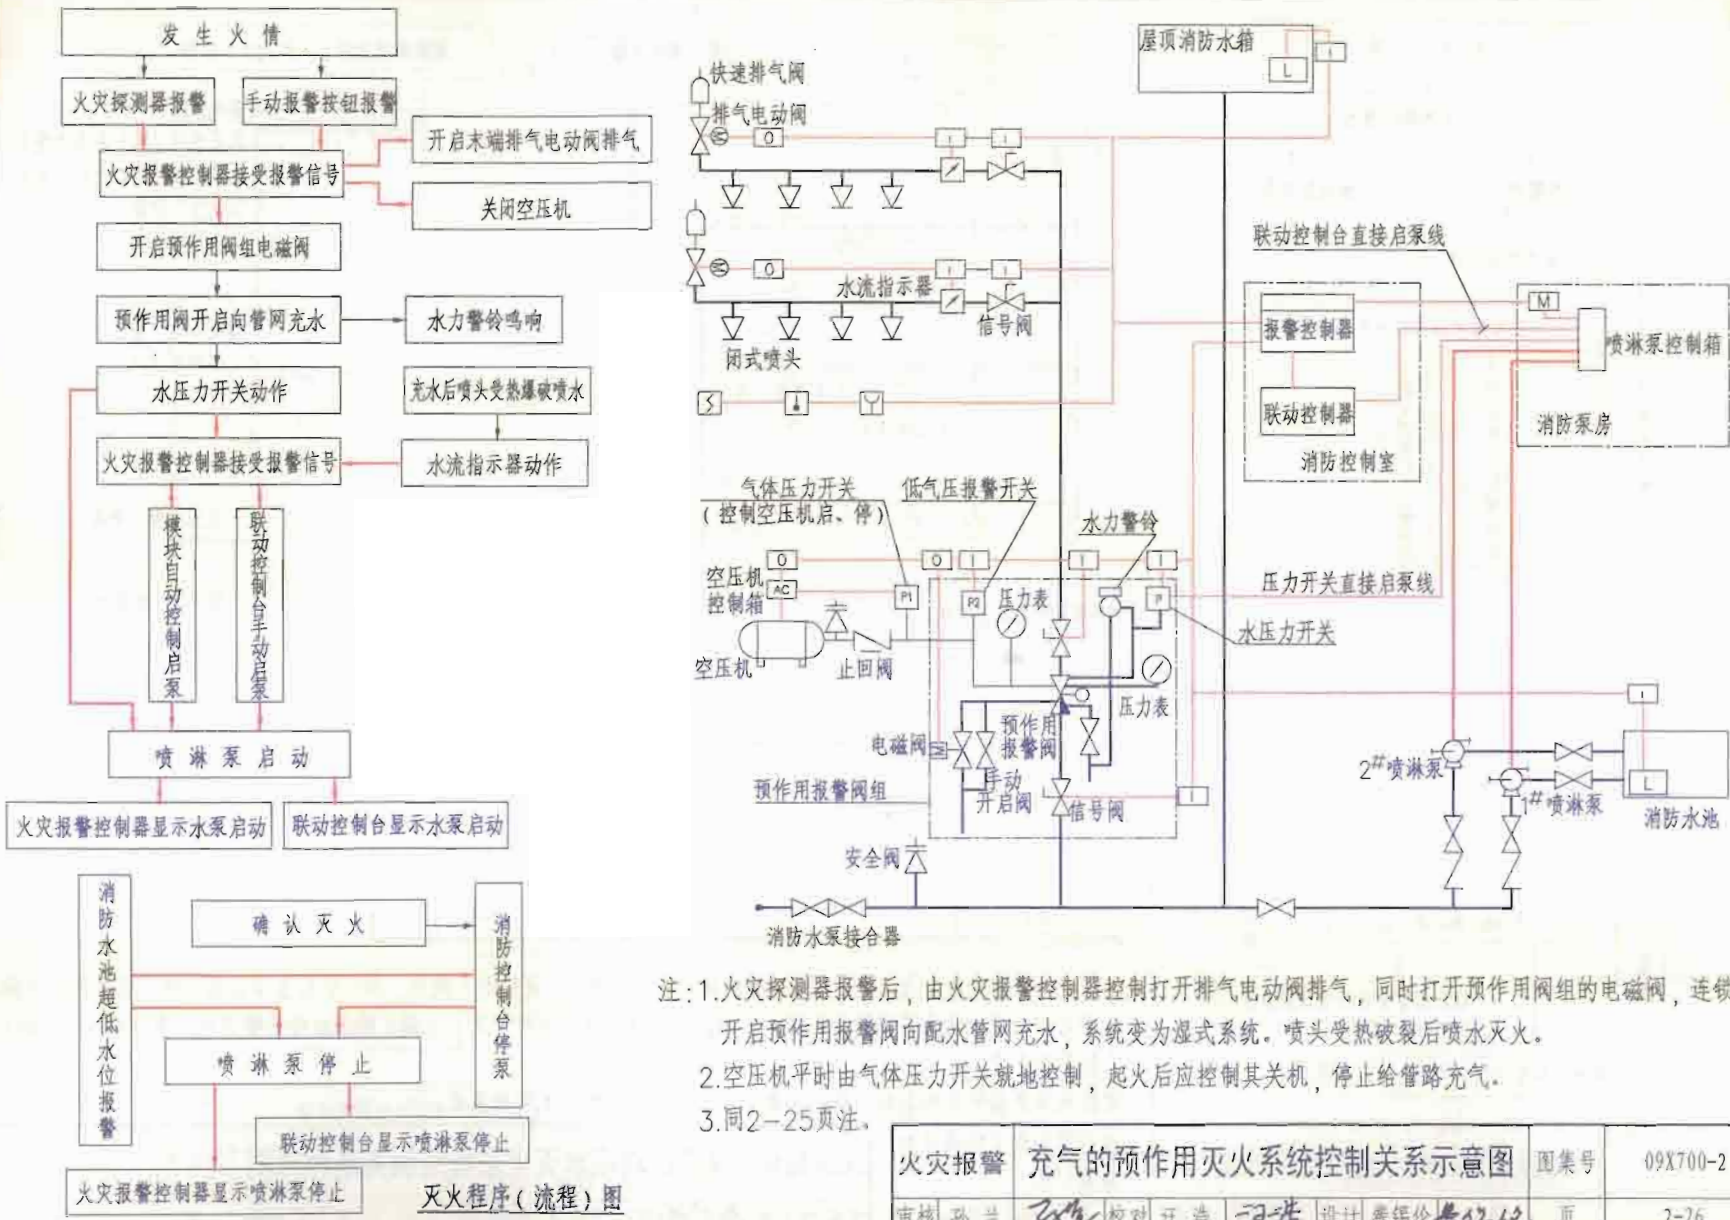 发生火情
火灾探测器报警
手动报警按钮报警
开启末端排气电动阀排气
火灾报警控制器接受报警信号
关闭空压机
开启预作用阀组电磁阀
预作用阀开启向管网充水
水力警铃鸣响
水压力开关动作
充水后喷头受热爆破喷水
火灾报警控制器接受报警信号
水流指示器动作
模块自动控制启泵
联动控制台手动启泵
喷淋泵启动
火灾报警控制器显示水泵启动
联动控制台显示水泵启动
消防水池超低水位报警
确认灭火
消防控制台停泵
喷淋泵停止
联动控制台显示喷淋泵停止
火灾报警控制器显示喷淋泵停止
灭火程序(流程)图
屋顶消防水箱
L
I
快速排气阀
排气电动阀
M
O
I
I
M
O
I
I
水流指示器
信号阀
闭式喷头
联动控制台直接启泵线
报警控制器
联动控制器
消防控制室
M
喷淋泵控制箱
消防泵房
气体压力开关
(控制空压机启、停)
低气压报警开关
水力警铃
O
O
I
I
I
空压机
控制箱
AC
P1
P2
压力表
P
压力开关直接启泵线
水压力开关
空压机
止回阀
压力表
预作用
报警阀
电磁阀
M
手动
开启阀
信号阀
I
预作用报警阀组
安全阀
消防水泵接合器
I
2#喷淋泵
1#喷淋泵
L
消防水池
注:1.火灾探测器报警后,由火灾报警控制器控制打开排气电动阀排气,同时打开预作用阀组的电磁阀,连锁
开启预作用报警阀向配水管网充水,系统变为湿式系统。喷头受热破裂后喷水灭火。
2.空压机平时由气体压力开关就地控制,起火后应控制其关机,停止给管路充气。
3.同2-25页注。
火灾报警 充气的预作用灭火系统控制关系示意图 图集号 09X700-2
审核 孙兰 校对 设计 页 2-26